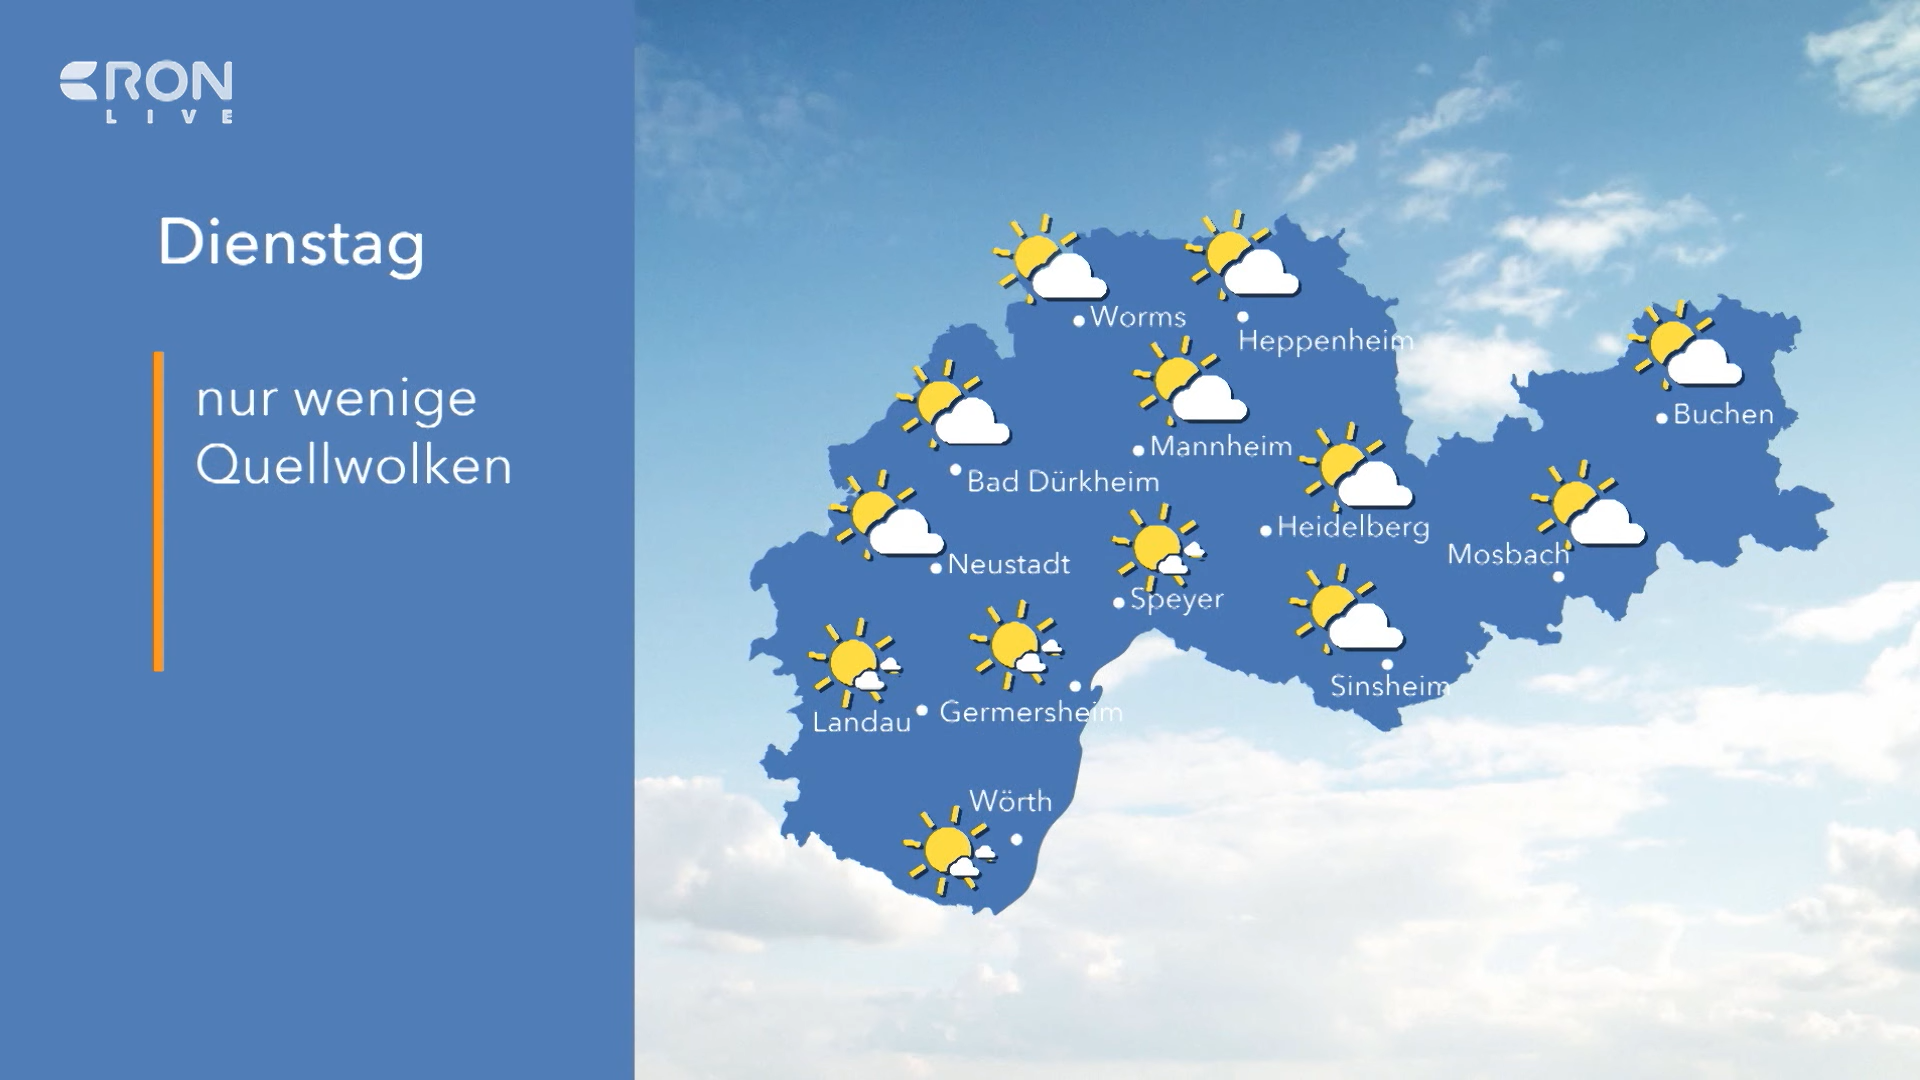 RON
LIVE
Dienstag
nur wenige
Quellwolken
Worms
Heppenheim
Buchen
Mannheim
Bad Dürkheim
Heidelberg
Mosbach
Neustadt
Speyer
Sinsheim
Landau
Germersheim
Wörth